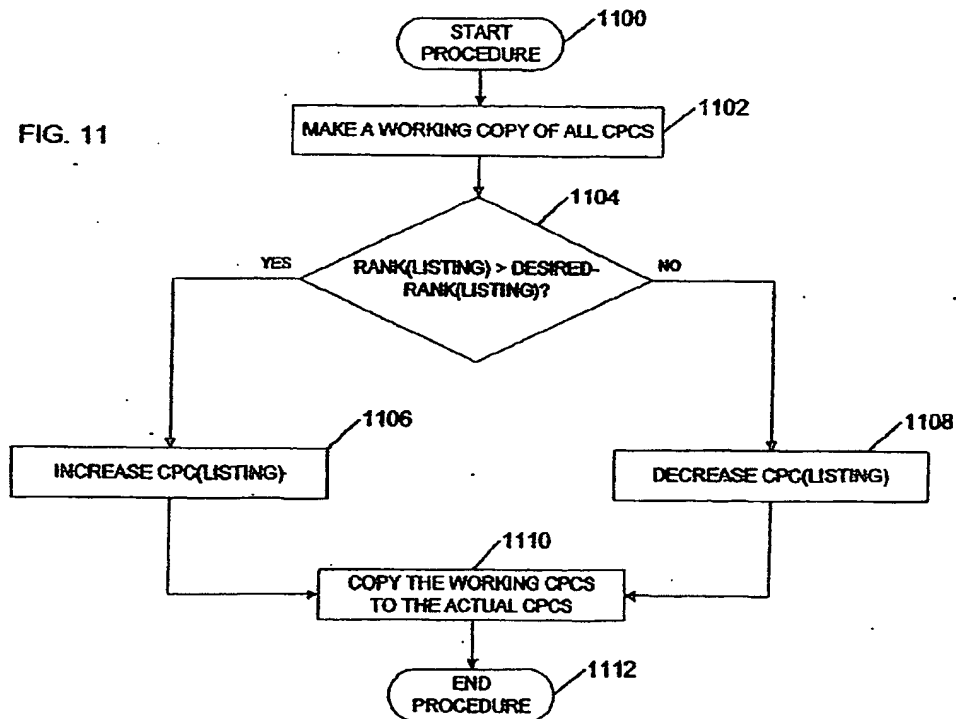 1100
START
PROCEDURE
1102
MAKE A WORKING COPY OF ALL CPCS
FIG. 11
1104
YES
RANK(LISTING) > DESIRED-
RANK(LISTING)?
NO
1106
INCREASE CPC(LISTING)
1108
DECREASE CPC(LISTING)
1110
COPY THE WORKING CPCS
TO THE ACTUAL CPCS
END
PROCEDURE
1112